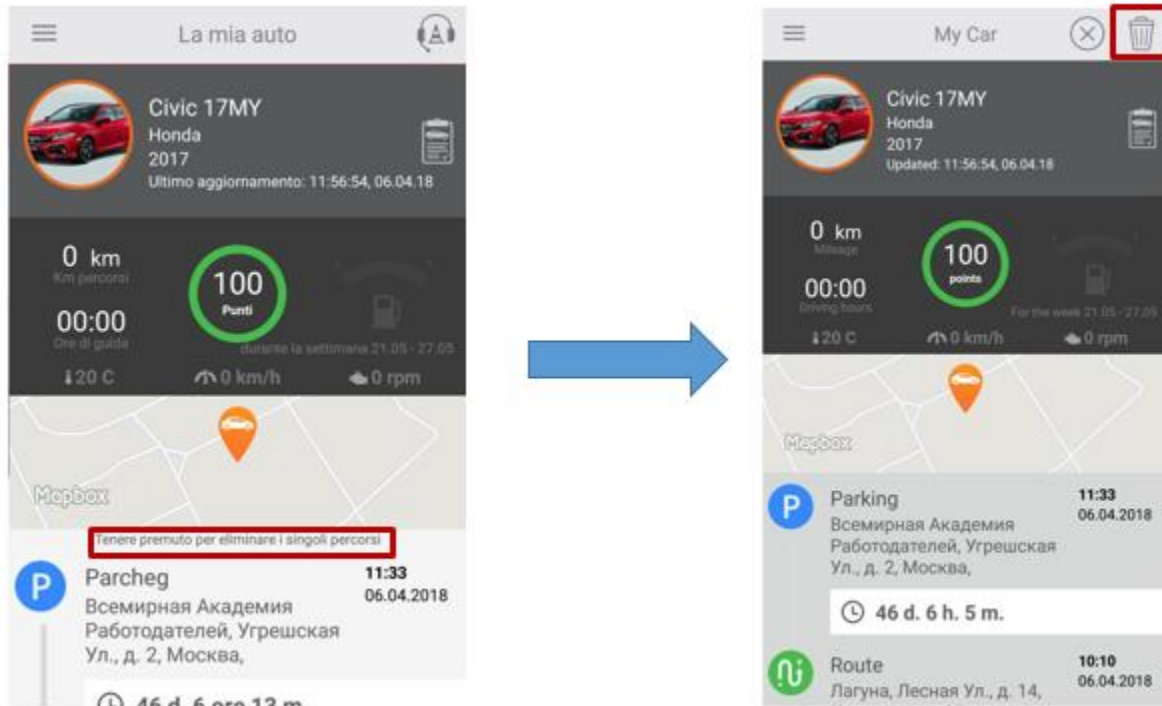 La mia auto
Civic 17MY
Honda
2017
Ultimo aggiornamento: 11:56:54, 06.04.18
0 km
Km percorsi
100
Punti
00:00
Ore di guida
durante la settimana 21.05 - 27.05
20 C
0 km/h
0 rpm
Mapbox
Tenere premuto per eliminare i singoli percorsi
P
Parcheg
11:33
06.04.2018
Всемирная Академия
Работодателей, Угрешская
Ул., д. 2, Москва,
46 d. 6 ore 13 m.
My Car
Civic 17MY
Honda
2017
Updated: 11:56:54, 06.04.18
0 km
Mileage
100
points
00:00
Driving hours
For the week 21.05 - 27.05
20 C
0 km/h
0 rpm
Mapbox
P
Parking
11:33
06.04.2018
Всемирная Академия
Работодателей, Угрешская
Ул., д. 2, Москва,
46 d. 6 h. 5 m.
Route
10:10
06.04.2018
Лагуна, Лесная Ул., д. 14,